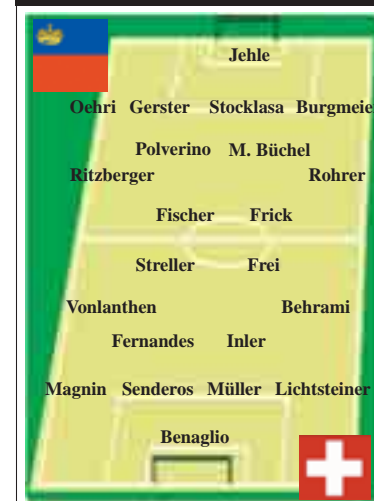 Jehle
Oehri Gerster Stocklasa Burgmeie
Polverino M. Büchel
Ritzberger Rohrer
Fischer Frick
Streller Frei
Vonlanthen Behrami
Fernandes Inler
Magnin Senderos Müller Lichtsteiner
Benaglio